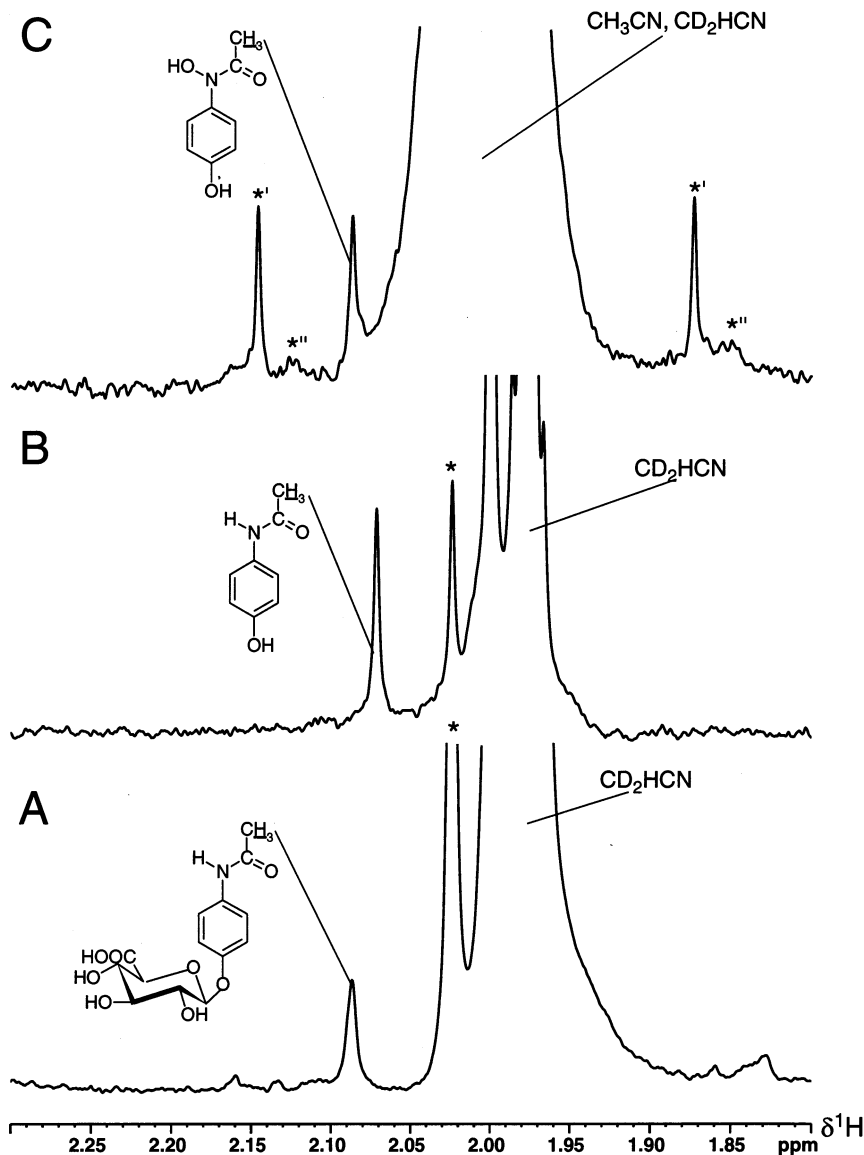 C
CH₃CN, CD₂HCN
CH₃
HO
N
C
O
OH
*'
*"
*'
*"
B
CD₂HCN
*
CH₃
H
N
C
O
OH
*
A
CD₂HCN
CH₃
H
N
C
O
HOOC
HO
O
O
HO
OH
δ¹H
2.25 2.20 2.15 2.10 2.05 2.00 1.95 1.90 1.85 ppm